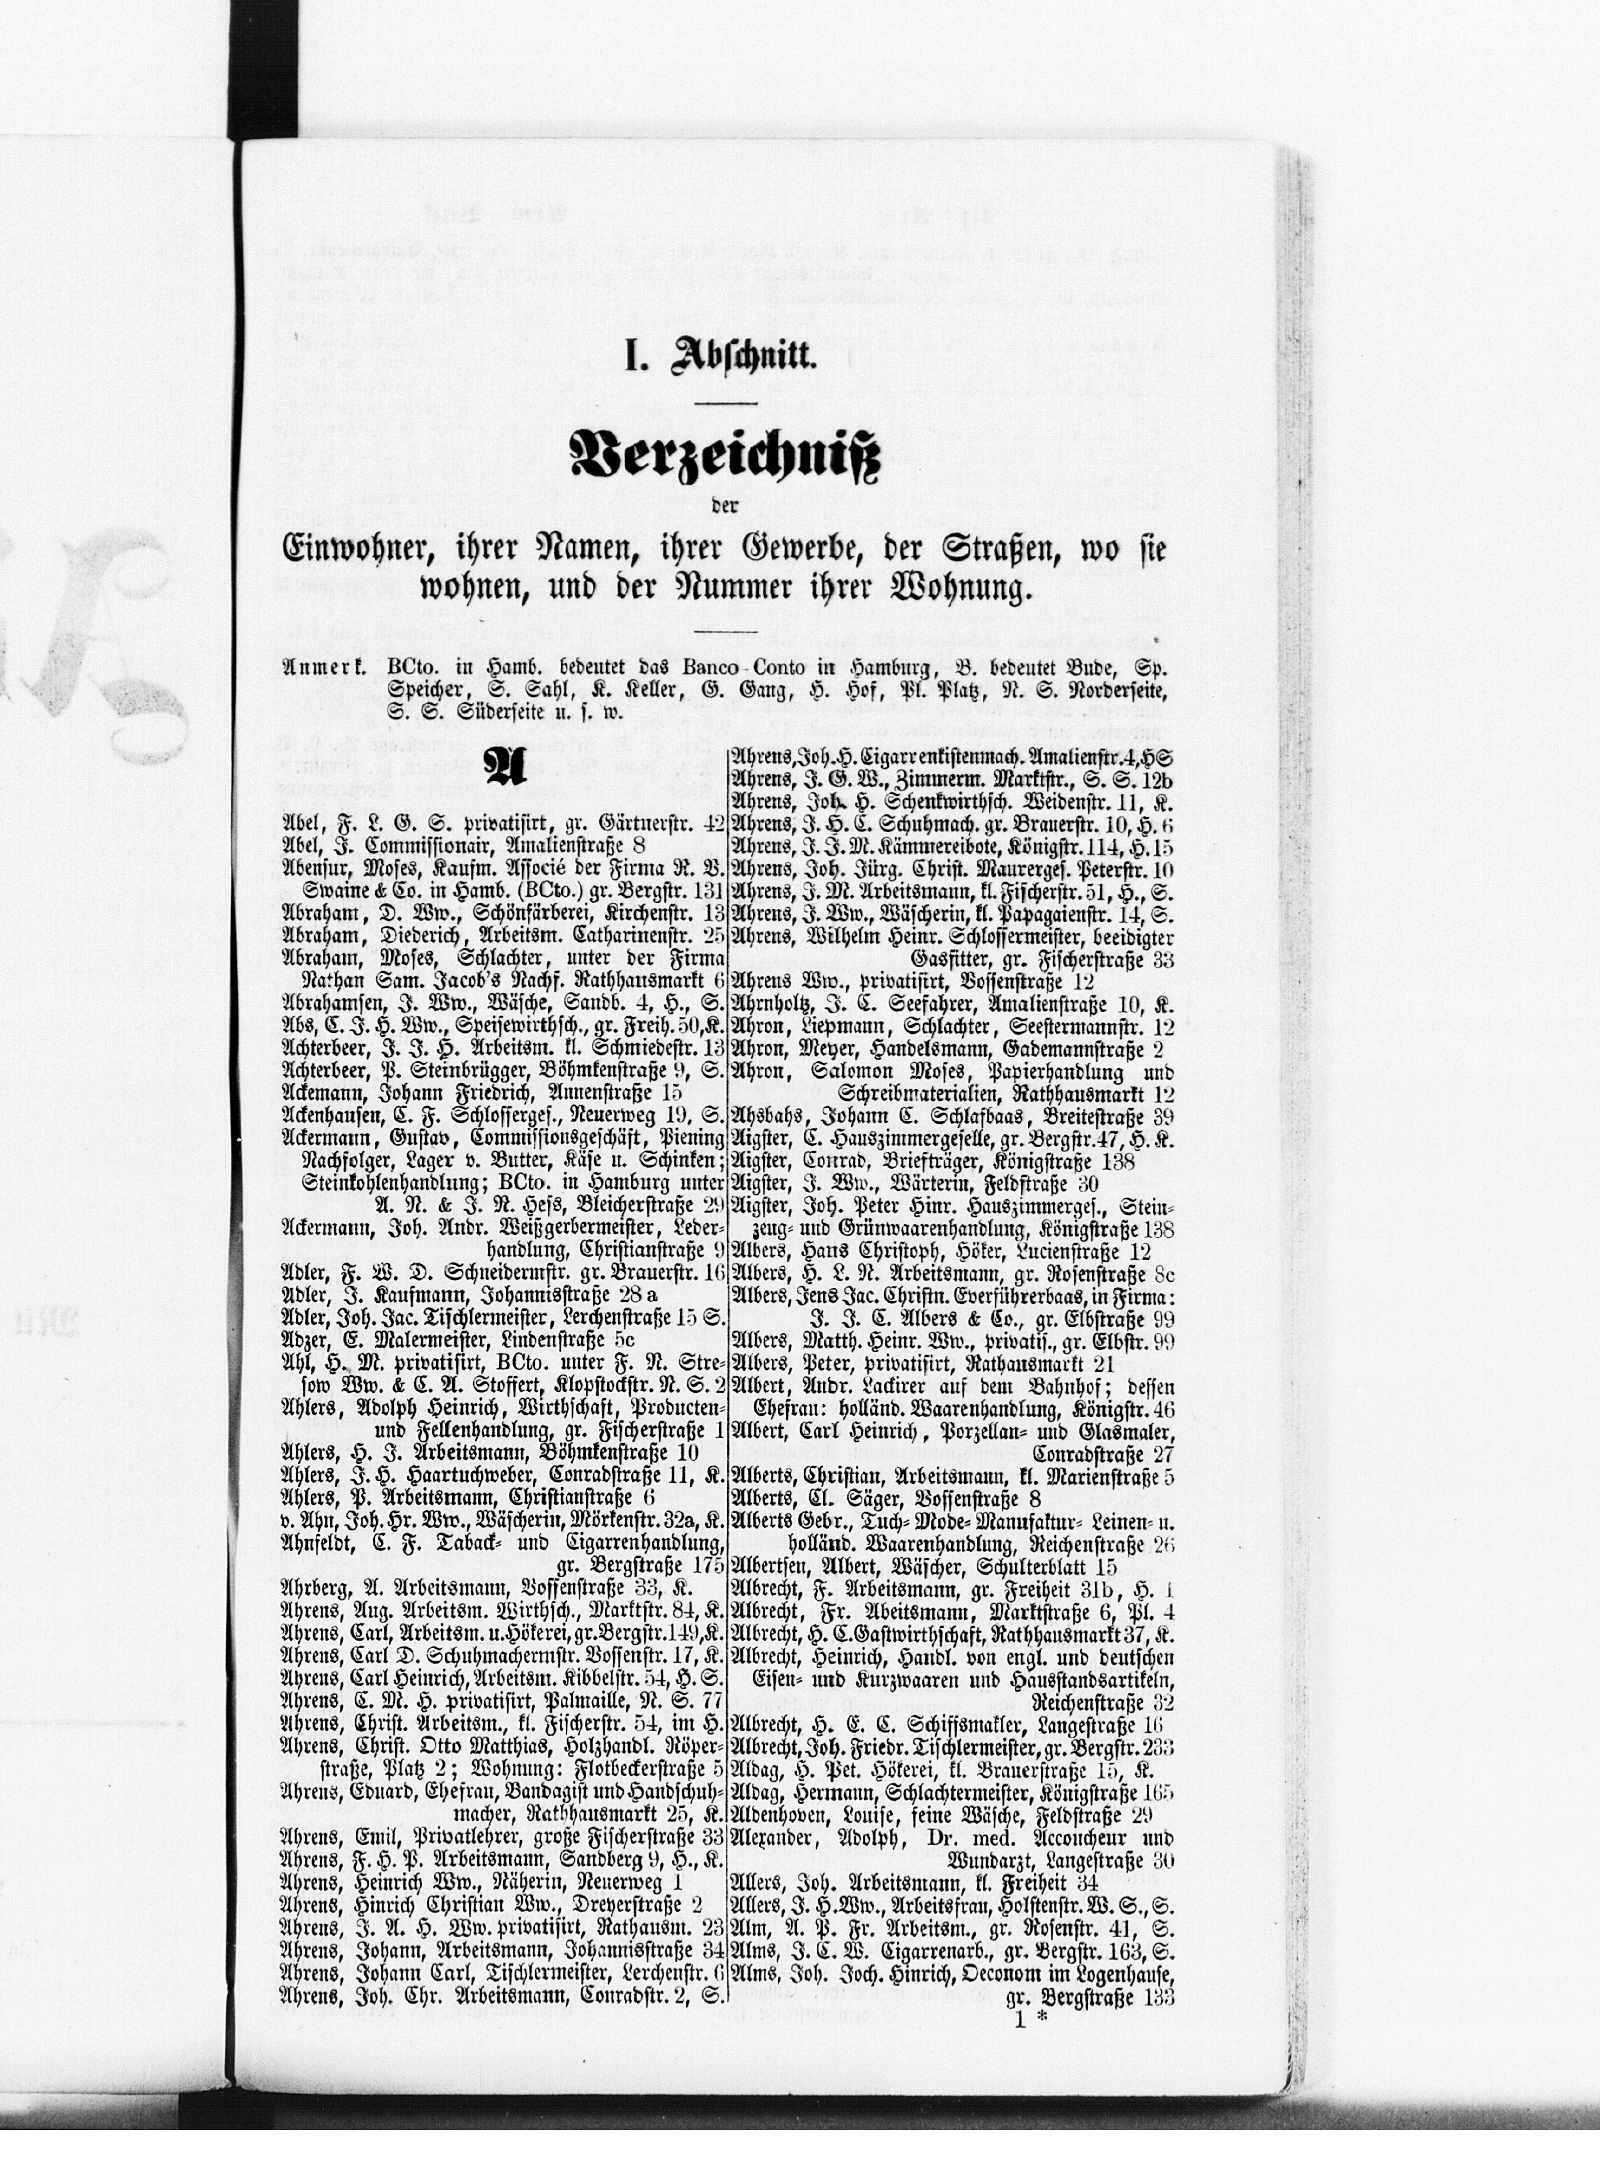 I. Abschnitt.
Verzeichniß
der
Einwohner, ihrer Namen, ihrer Gewerbe, der Straßen, wo sie
wohnen, und der Nummer ihrer Wohnung.
Anmerk. BCto. in Hamb. bedeutet das Banco-Conto in Hamburg, B. bedeutet Bude, Sp.
Speicher, S. Sahl, K. Keller, G. Gang, H. Hof, Pl. Platz, N. S. Norderseite,
S. S. Süderseite u. s. w.
A
Abel, F. L. G. S. privatisirt, gr. Gärtnerstr. 42
Abel, J. Commissionair, Amalienstraße 8
Abensur, Moses, Kaufm. Associé der Firma R. V.
Swaine & Co. in Hamb. (BCto.) gr. Bergstr. 131
Abraham, D. Ww., Schönfärberei, Kirchenstr. 13
Abraham, Diederich, Arbeitsm. Catharinenstr. 25
Abraham, Moses, Schlachter, unter der Firma
Nathan Sam. Jacob's Nachf. Rathhausmarkt 6
Abrahamsen, J. Ww., Wäsche, Sandb. 4, H., S.
Abs, C. J. H. Ww., Speisewirthsch., gr. Freih. 50, K.
Achterbeer, J. J. H. Arbeitsm. kl. Schmiedestr. 13
Achterbeer, P. Steinbrügger, Böhmkenstraße 9, S.
Ackemann, Johann Friedrich, Annenstraße 15
Ackenhausen, C. F. Schlosserges., Neuerweg 19, S.
Ackermann, Gustav, Commissionsgeschäft, Piening
Nachfolger, Lager v. Butter, Käse u. Schinken;
Steinkohlenhandlung; BCto. in Hamburg unter
A. N. & J. N. Hess, Bleicherstraße 29
Ackermann, Joh. Andr. Weißgerbermeister, Leder-
handlung, Christianstraße 9
Adler, F. W. D. Schneidermstr. gr. Brauerstr. 16
Adler, J. Kaufmann, Johannisstraße 28 a
Adler, Joh. Jac. Tischlermeister, Lerchenstraße 15 S.
Adzer, E. Malermeister, Lindenstraße 5c
Ahl, H. M. privatisirt, BCto. unter F. N. Stre-
sow Ww. & C. A. Stoffert, Klopstockstr. N. S. 2
Ahlers, Adolph Heinrich, Wirthschaft, Producten-
und Fellenhandlung, gr. Fischerstraße 1
Ahlers, H. J. Arbeitsmann, Böhmkenstraße 10
Ahlers, J. H. Haartuchweber, Conradstraße 11, K.
Ahlers, P. Arbeitsmann, Christianstraße 6
v. Ahn, Joh. Hr. Ww., Wäscherin, Mörkenstr. 32a, K.
Ahnfeldt, C. F. Taback- und Cigarrenhandlung,
gr. Bergstraße 175
Ahrberg, A. Arbeitsmann, Vossenstraße 33, K.
Ahrens, Aug. Arbeitsm. Wirthsch., Marktstr. 84, K.
Ahrens, Carl, Arbeitsm. u. Hökerei, gr. Bergstr. 149, K.
Ahrens, Carl D. Schuhmachermstr. Vossenstr. 17, K.
Ahrens, Carl Heinrich, Arbeitsm. Kibbelstr. 54, H. S.
Ahrens, C. M. H. privatisirt, Palmaille, N. S. 77
Ahrens, Christ. Arbeitsm., kl. Fischerstr. 54, im H.
Ahrens, Christ. Otto Matthias, Holzhandl. Röper-
straße, Platz 2; Wohnung: Flotbeckerstraße 5
Ahrens, Eduard, Ehefrau, Bandagist und Handschuh-
macher, Rathhausmarkt 25, K.
Ahrens, Emil, Privatlehrer, große Fischerstraße 33
Ahrens, F. H. P. Arbeitsmann, Sandberg 9, H., K.
Ahrens, Heinrich Ww., Näherin, Neuerweg 1
Ahrens, Hinrich Christian Ww., Dreyerstraße 2
Ahrens, J. A. H. Ww. privatisirt, Rathausm. 23
Ahrens, Johann, Arbeitsmann, Johannisstraße 34
Ahrens, Johann Carl, Tischlermeister, Lerchenstr. 6
Ahrens, Joh. Chr. Arbeitsmann, Conradstr. 2, S.
Ahrens, Joh. H. Cigarrenkistenmach. Amalienstr. 4, HS
Ahrens, J. G. W., Zimmerm. Marktstr., S. S. 12b
Ahrens, Joh. H. Schenkwirthsch. Weidenstr. 11, K.
Ahrens, J. H. C. Schuhmach. gr. Brauerstr. 10, H. 6
Ahrens, J. J. M. Kämmereibote, Königstr. 114, H. 15
Ahrens, Joh. Jürg. Christ. Maurerges. Peterstr. 10
Ahrens, J. M. Arbeitsmann, kl. Fischerstr. 51, H., S.
Ahrens, J. Ww., Wäscherin, kl. Papagaienstr. 14, S.
Ahrens, Wilhelm Heinr. Schlossermeister, beeidigter
Gasfitter, gr. Fischerstraße 33
Ahrens Ww., privatisirt, Vossenstraße 12
Ahrnholtz, J. C. Seefahrer, Amalienstraße 10, K.
Ahron, Liepmann, Schlachter, Seestermannstr. 12
Ahron, Meyer, Handelsmann, Gademannstraße 2
Ahron, Salomon Moses, Papierhandlung und
Schreibmaterialien, Rathhausmarkt 12
Ahsbahs, Johann C. Schlafbaas, Breitestraße 39
Aigster, C. Hauszimmergeselle, gr. Bergstr. 47, H. K.
Aigster, Conrad, Briefträger, Königstraße 138
Aigster, J. Ww., Wärterin, Feldstraße 30
Aigster, Joh. Peter Hinr. Hauszimmerges., Stein-
zeug- und Grünwaarenhandlung, Königstraße 138
Albers, Hans Christoph, Höker, Lucienstraße 12
Albers, H. L. N. Arbeitsmann, gr. Rosenstraße 8c
Albers, Jens Jac. Christn. Everführerbaas, in Firma:
J. J. C. Albers & Co., gr. Elbstraße 99
Albers, Matth. Heinr. Ww., privatis., gr. Elbstr. 99
Albers, Peter, privatisirt, Rathausmarkt 21
Albert, Andr. Lackirer auf dem Bahnhof; dessen
Ehefrau: holländ. Waarenhandlung, Königstr. 46
Albert, Carl Heinrich, Porzellan- und Glasmaler,
Conradstraße 27
Alberts, Christian, Arbeitsmann, kl. Marienstraße 5
Alberts, Cl. Säger, Vossenstraße 8
Alberts Gebr., Tuch- Mode- Manufaktur- Leinen- u.
holländ. Waarenhandlung, Reichenstraße 26
Albertsen, Albert, Wäscher, Schulterblatt 15
Albrecht, F. Arbeitsmann, gr. Freiheit 31b, H. 1
Albrecht, Fr. Abeitsmann, Marktstraße 6, Pl. 4
Albrecht, H. C. Gastwirthschaft, Rathhausmarkt 37, K.
Albrecht, Heinrich, Handl. von engl. und deutschen
Eisen- und Kurzwaaren und Hausstandsartikeln,
Reichenstraße 32
Albrecht, H. E. C. Schiffsmakler, Langestraße 16
Albrecht, Joh. Friedr. Tischlermeister, gr. Bergstr. 233
Aldag, H. Pet. Hökerei, kl. Brauerstraße 15, K.
Aldag, Hermann, Schlachtermeister, Königstraße 165
Aldenhoven, Louise, feine Wäsche, Feldstraße 29
Alexander, Adolph, Dr. med. Accoucheur und
Wundarzt, Langestraße 30
Allers, Joh. Arbeitsmann, kl. Freiheit 34
Allers, J. H. Ww., Arbeitsfrau, Holstenstr. W. S., S.
Alm, A. P. Fr. Arbeitsm., gr. Rosenstr. 41, S.
Alms, J. C. W. Cigarrenarb., gr. Bergstr. 163, S.
Alms, Joh. Joch. Hinrich, Oeconom im Logenhause,
gr. Bergstraße 133
1 *